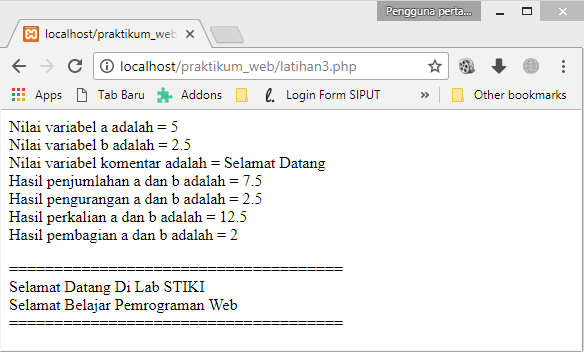 Pengguna perta...
localhost/praktikum_web
localhost/praktikum_web/latihan3.php
Apps Tab Baru Addons Login Form SIPUT » Other bookmarks
Nilai variabel a adalah = 5
Nilai variabel b adalah = 2.5
Nilai variabel komentar adalah = Selamat Datang
Hasil penjumlahan a dan b adalah = 7.5
Hasil pengurangan a dan b adalah = 2.5
Hasil perkalian a dan b adalah = 12.5
Hasil pembagian a dan b adalah = 2
=====================================
Selamat Datang Di Lab STIKI
Selamat Belajar Pemrograman Web
=====================================